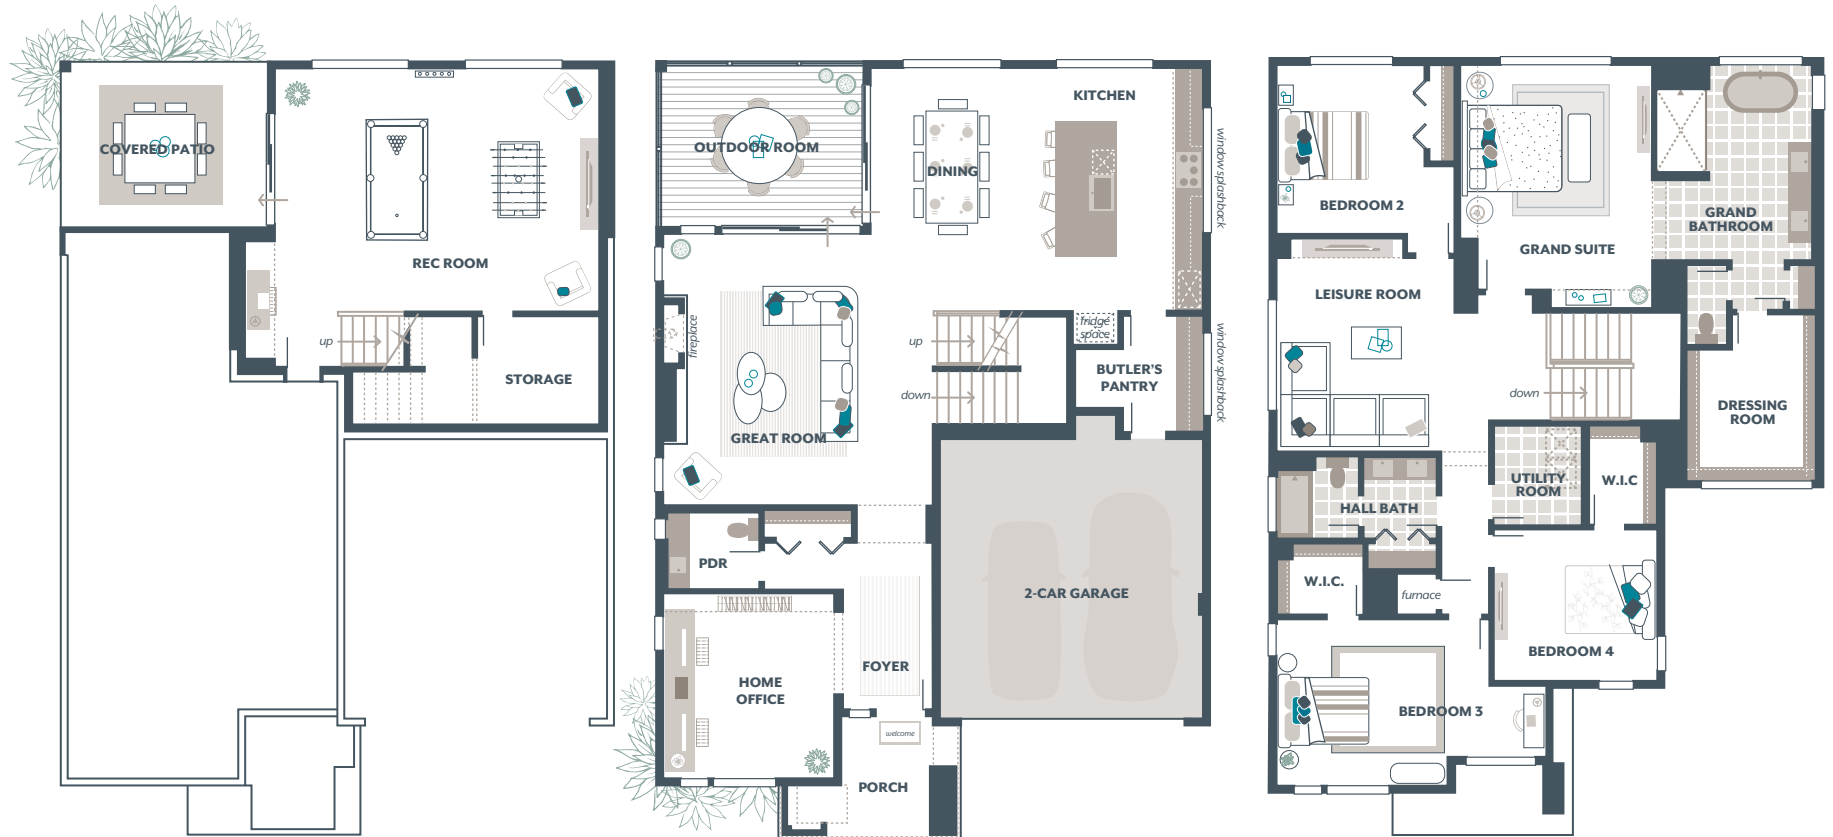 COVERED PATIO
REC ROOM
up
STORAGE
OUTDOOR ROOM
DINING
KITCHEN
window splashback
fireplace
GREAT ROOM
up
down
fridge
space
BUTLER'S
PANTRY
window splashback
PDR
2-CAR GARAGE
HOME
OFFICE
FOYER
welcome
PORCH
BEDROOM 2
GRAND SUITE
GRAND
BATHROOM
LEISURE ROOM
down
DRESSING
ROOM
UTILITY
ROOM
W.I.C
HALL BATH
W.I.C.
furnace
BEDROOM 4
BEDROOM 3